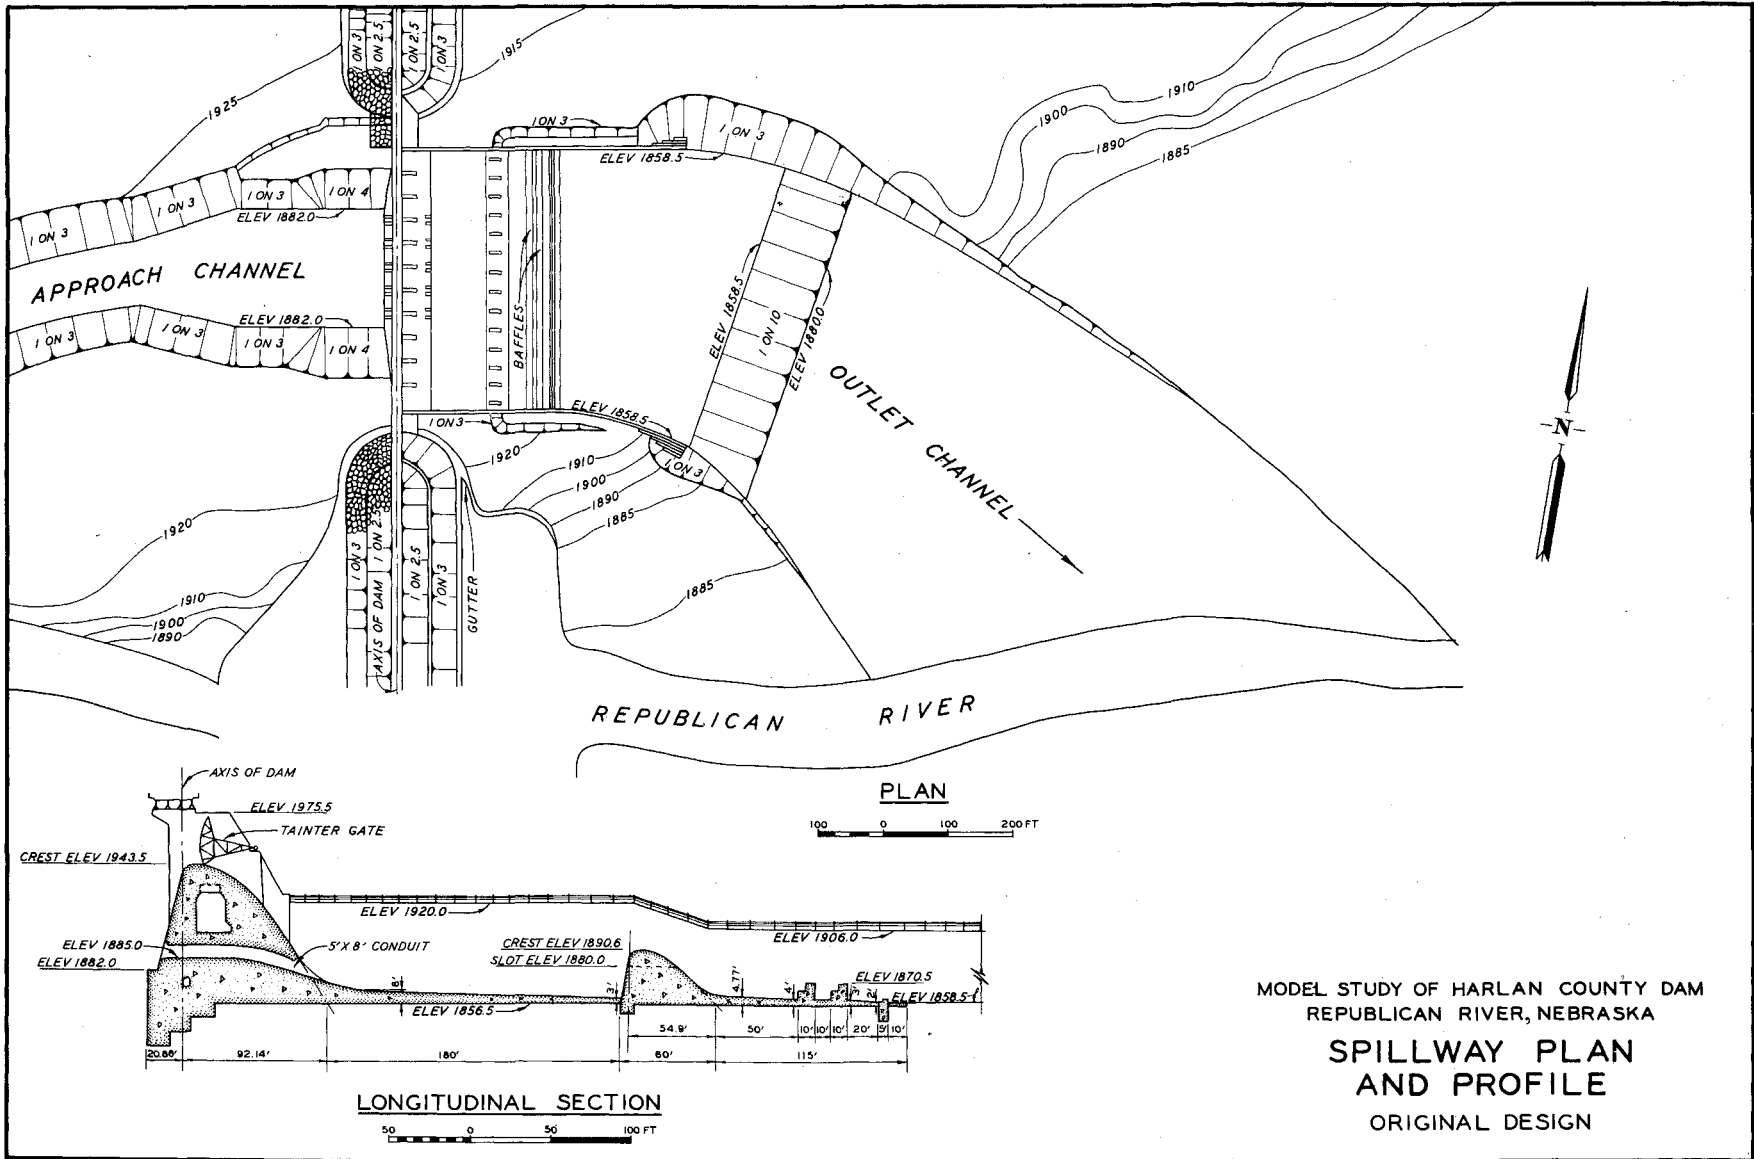 1 ON 3
1 ON 2.5
1 ON 2.5
1 ON 3
1915
1925
1 ON 3
1 ON 3
ELEV 1858.5
1910
1900
1890
1885
1 ON 3
1 ON 3
1 ON 3
1 ON 4
ELEV 1882.0
APPROACH CHANNEL
ELEV 1882.0
1 ON 3
1 ON 3
1 ON 3
1 ON 4
BAFFLES
ELEV 1858.5
1 ON 10
ELEV 1880.0
OUTLET CHANNEL
N
ELEV 1858.5
1 ON 3
1920
1910
1900
1890
1885
1 ON 3
1920
1 ON 3
1 ON 2.5
1 ON 2.5
1 ON 3
AXIS OF DAM
GUTTER
1885
1910
1900
1890
REPUBLICAN RIVER
PLAN
100 0 100 200 FT
AXIS OF DAM
ELEV 1975.5
TAINTER GATE
CREST ELEV 1943.5
ELEV 1920.0
ELEV 1906.0
ELEV 1885.0
ELEV 1882.0
5' X 8' CONDUIT
CREST ELEV 1890.6
SLOT ELEV 1880.0
ELEV 1870.5
ELEV 1858.5
8'
3'
4.77'
4'
3'
2'
ELEV 1856.5
54.9' 50' 10' 10' 10' 20' 5' 10'
20.86' 92.14' 180' 60' 115'
LONGITUDINAL SECTION
50 0 50 100 FT
MODEL STUDY OF HARLAN COUNTY DAM
REPUBLICAN RIVER, NEBRASKA
SPILLWAY PLAN
AND PROFILE
ORIGINAL DESIGN